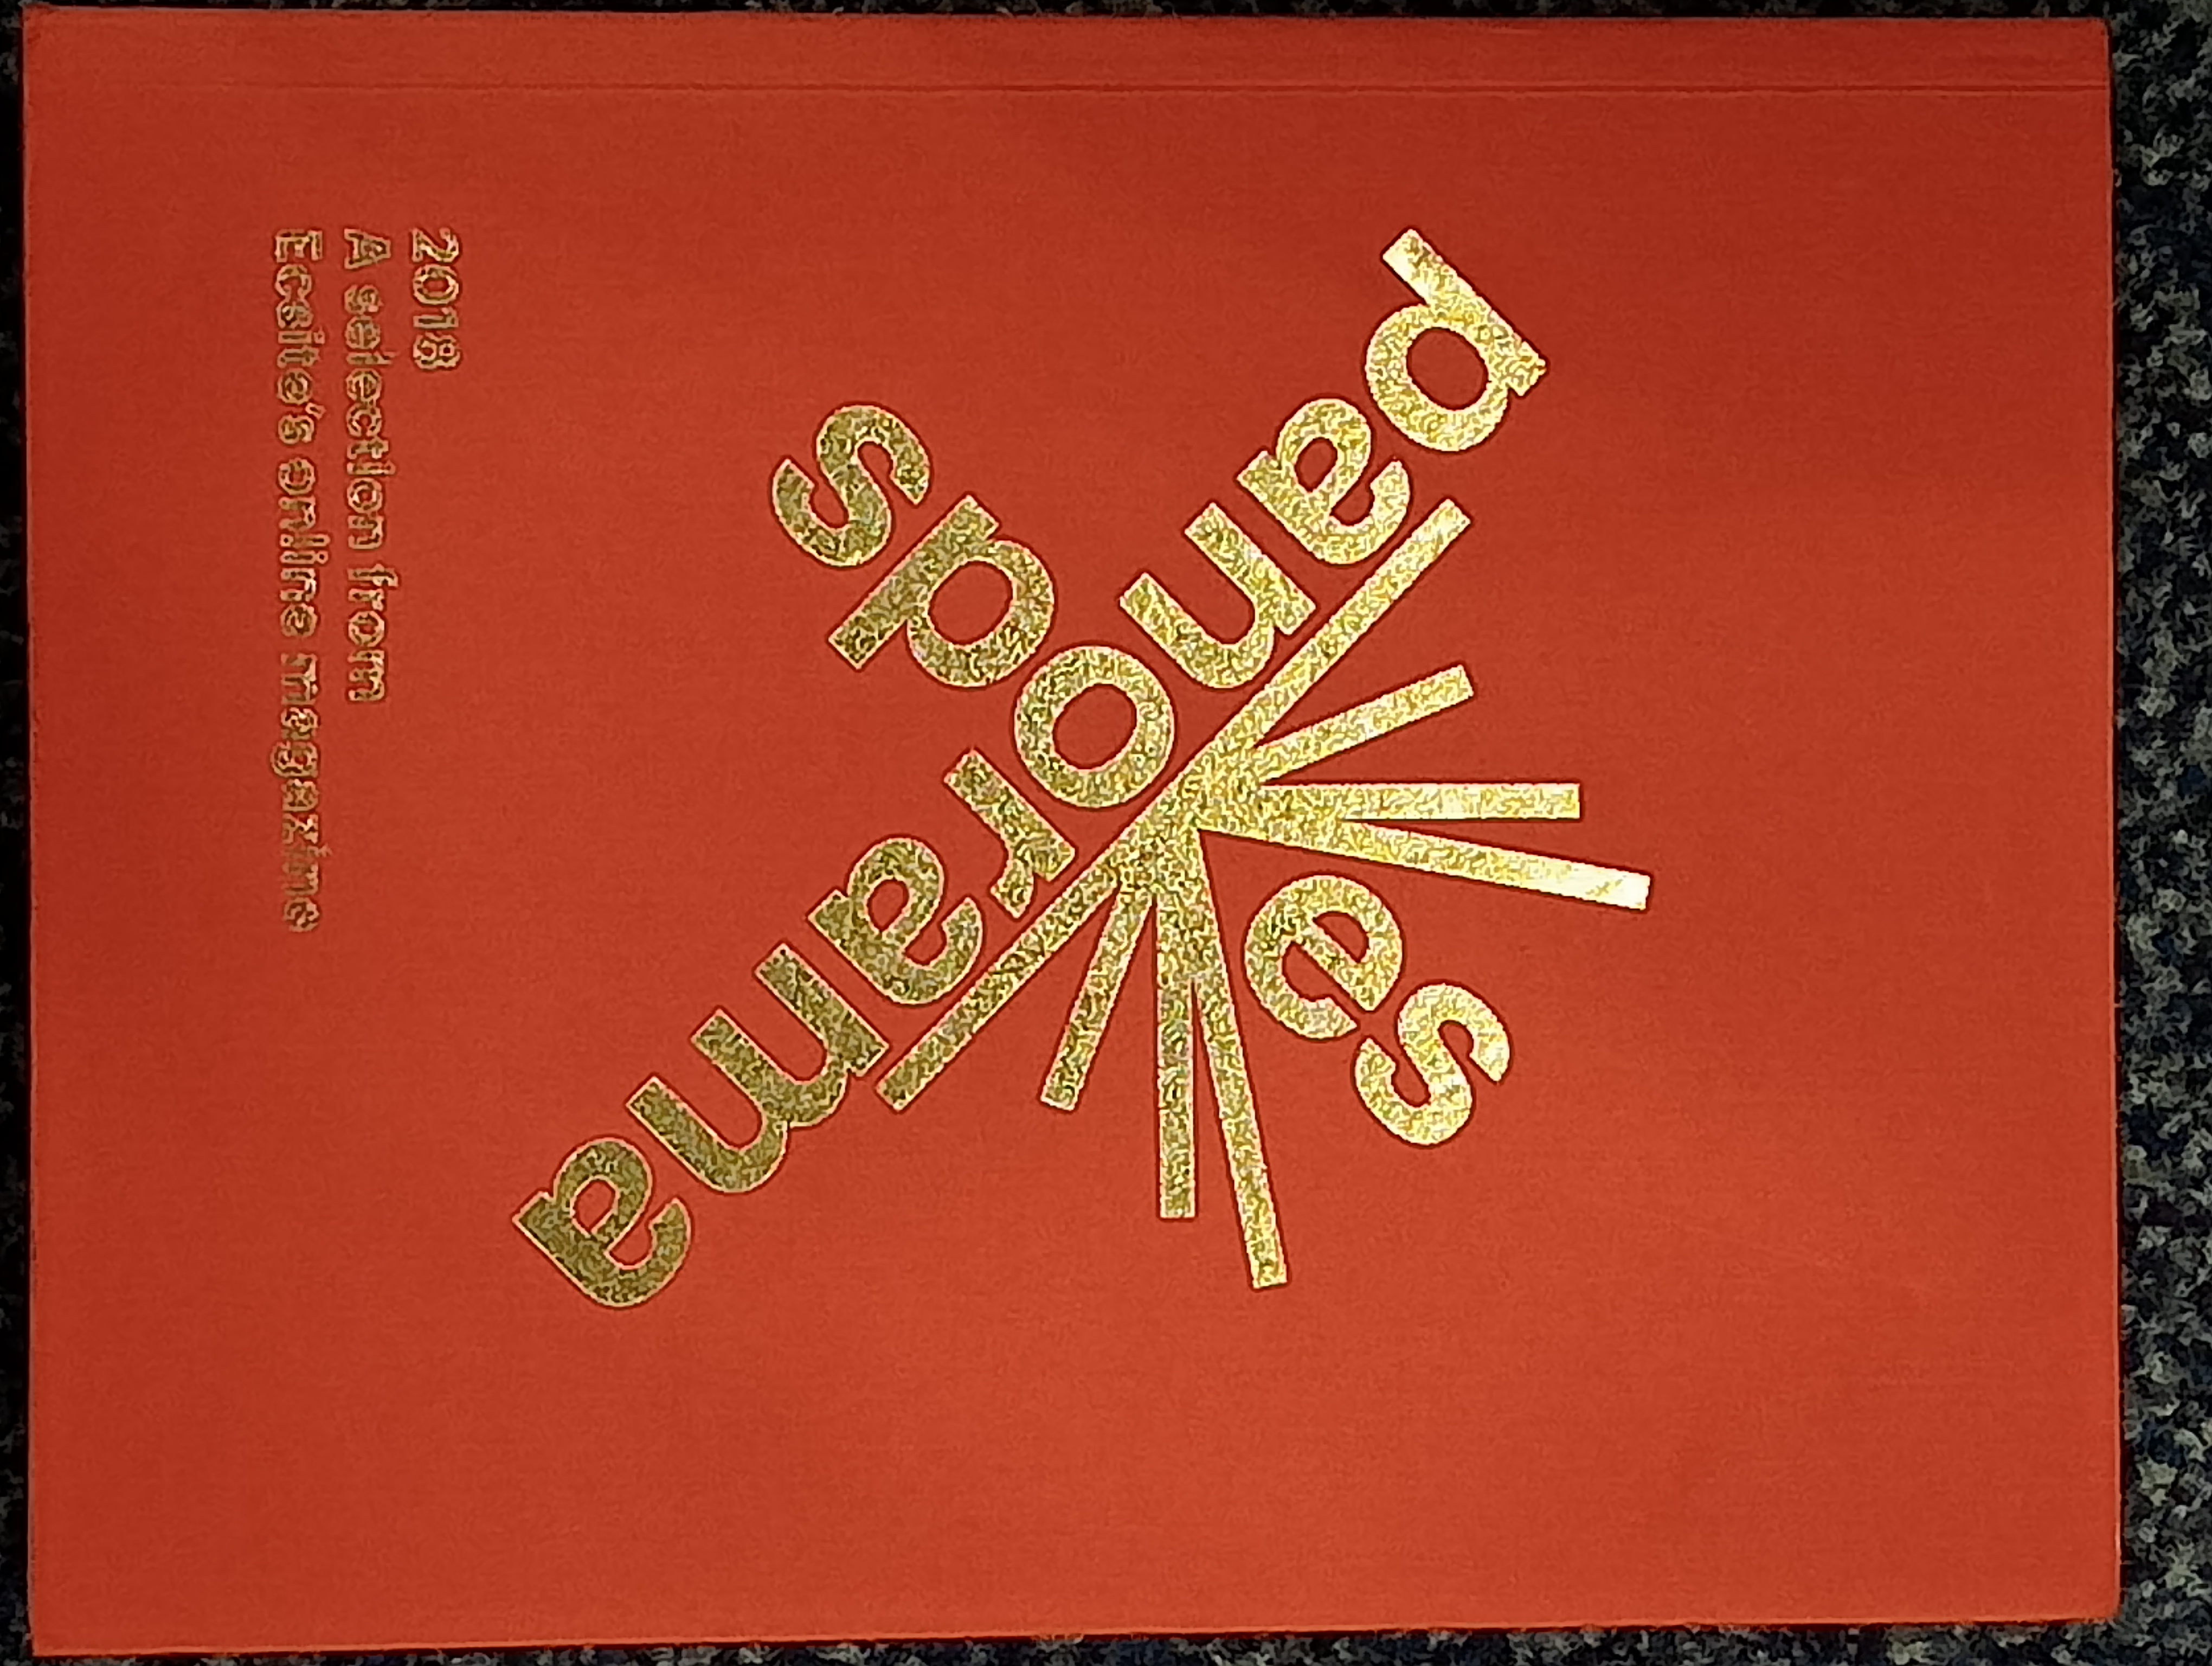 spokes
panorama
2018
A selection from
Ecsite's online magazine